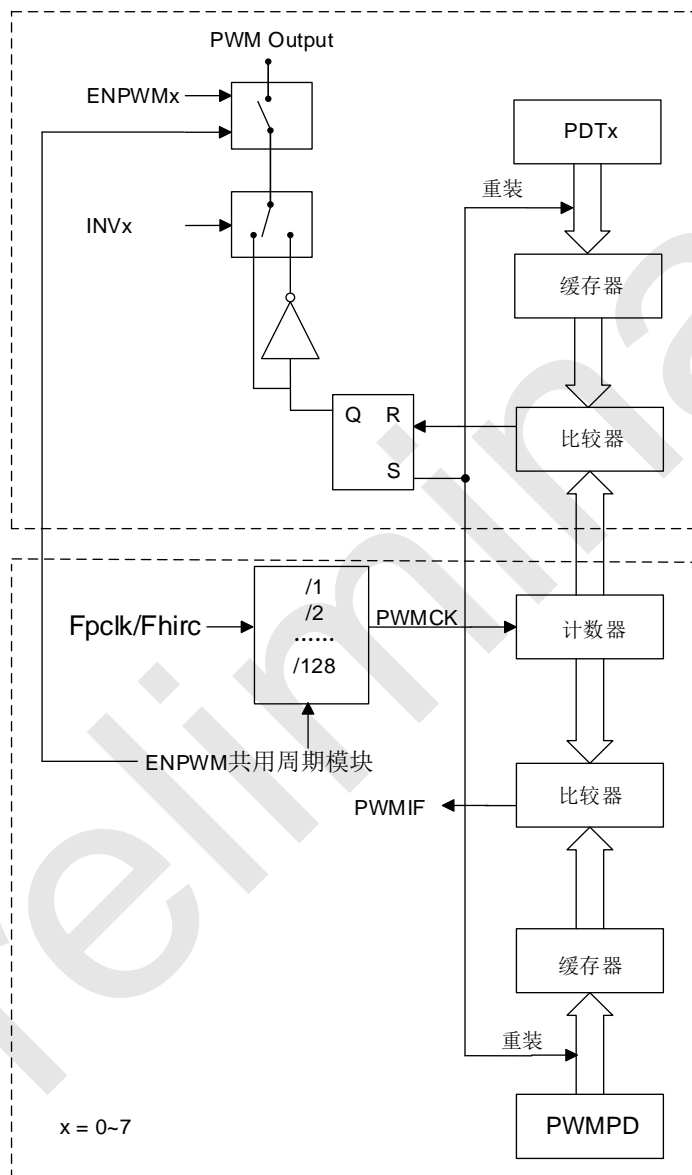 PWM Output
ENPWMx
PDTx
重装
INVx
缓存器
Q R
S
比较器
/1
/2
......
/128
Fpclk/Fhirc
PWMCK
计数器
ENPWM共用周期模块
比较器
PWMIF
缓存器
重装
PWMPD
x = 0~7
relimina